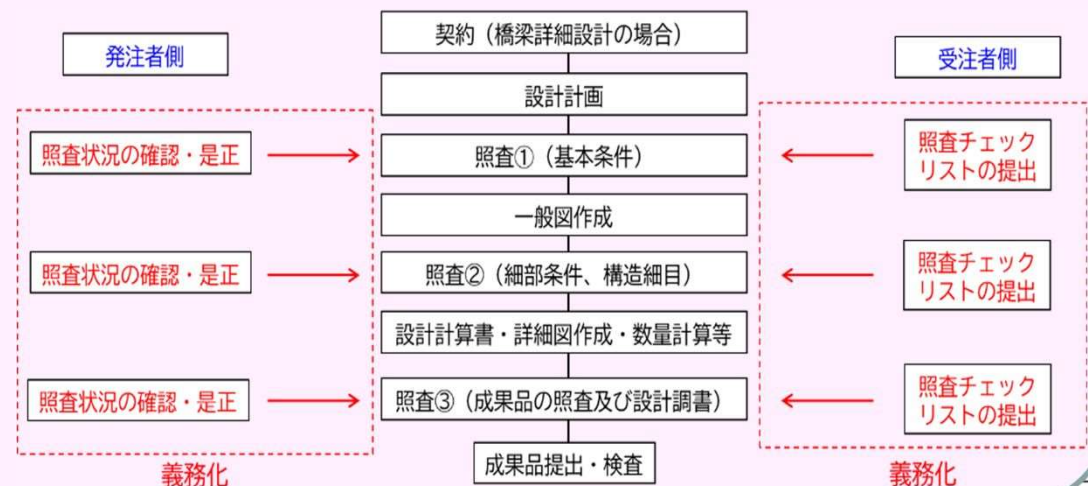 契約（橋梁詳細設計の場合）
発注者側
受注者側
設計計画
照査状況の確認・是正
照査①（基本条件）
照査チェック
リストの提出
一般図作成
照査状況の確認・是正
照査②（細部条件、構造細目）
照査チェック
リストの提出
設計計算書・詳細図作成・数量計算等
照査状況の確認・是正
照査③（成果品の照査及び設計調書）
照査チェック
リストの提出
成果品提出・検査
義務化
義務化